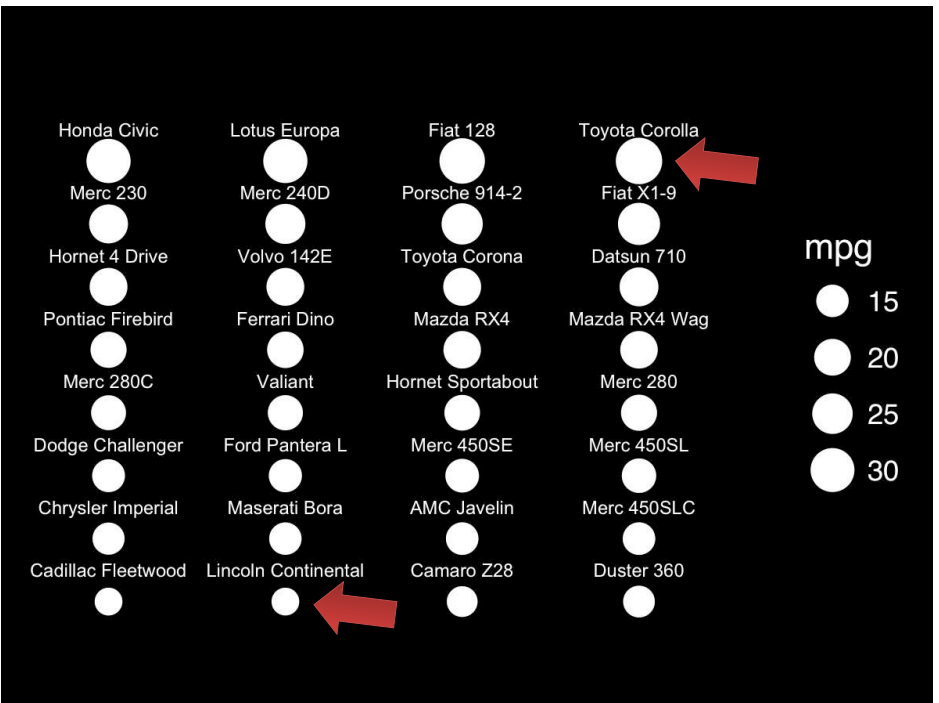 Honda Civic Lotus Europa Fiat 128 Toyota Corolla
Merc 230 Merc 240D Porsche 914-2 Fiat X1-9
Hornet 4 Drive Volvo 142E Toyota Corona Datsun 710
Pontiac Firebird Ferrari Dino Mazda RX4 Mazda RX4 Wag
Merc 280C Valiant Hornet Sportabout Merc 280
Dodge Challenger Ford Pantera L Merc 450SE Merc 450SL
Chrysler Imperial Maserati Bora AMC Javelin Merc 450SLC
Cadillac Fleetwood Lincoln Continental Camaro Z28 Duster 360
mpg
15
20
25
30